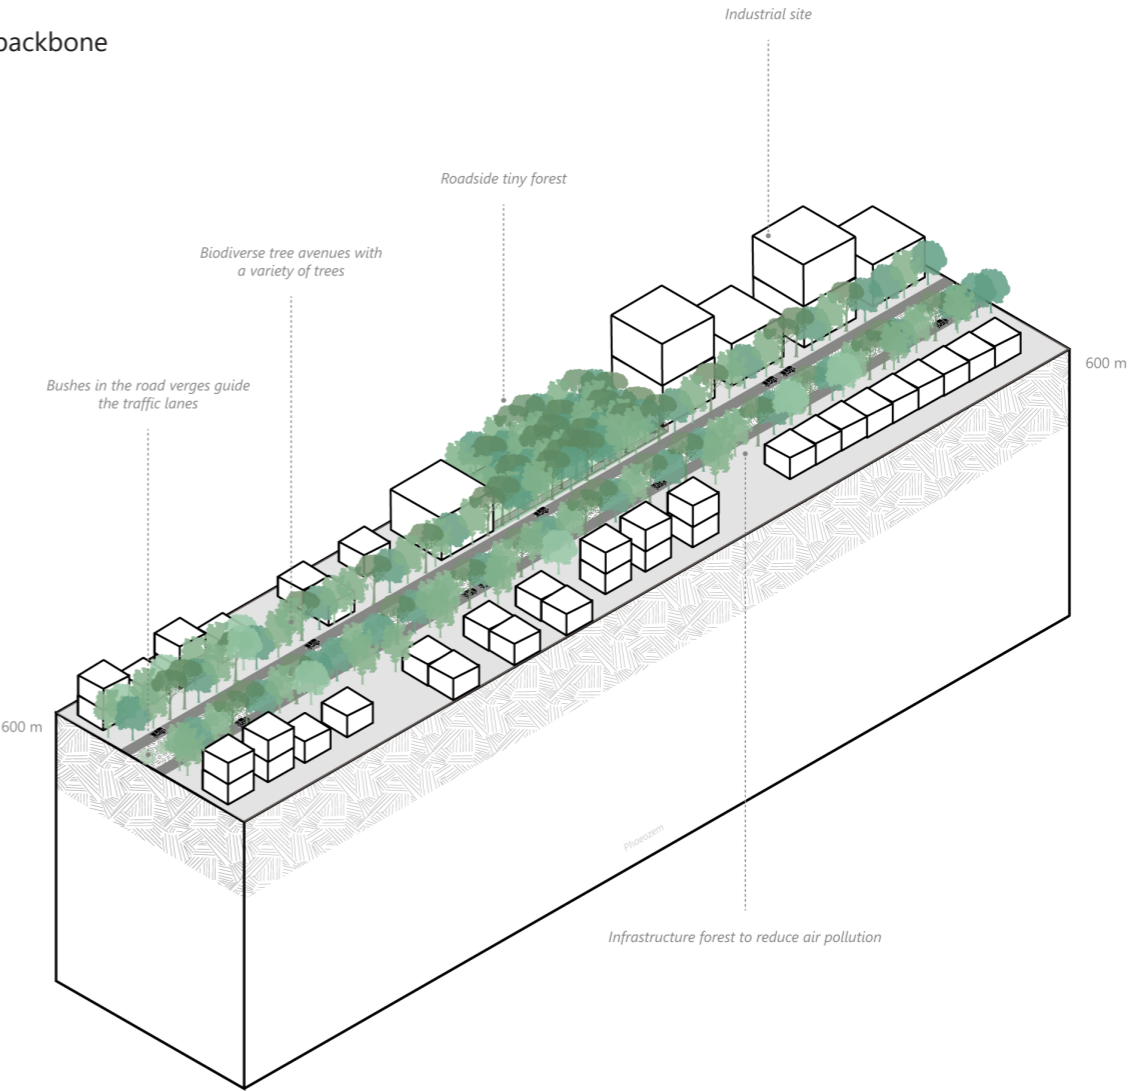 Industrial site
backbone
Roadside tiny forest
Biodiverse tree avenues with
a variety of trees
600 m
Bushes in the road verges guide
the traffic lanes
600 m
Phaeozem
Infrastructure forest to reduce air pollution